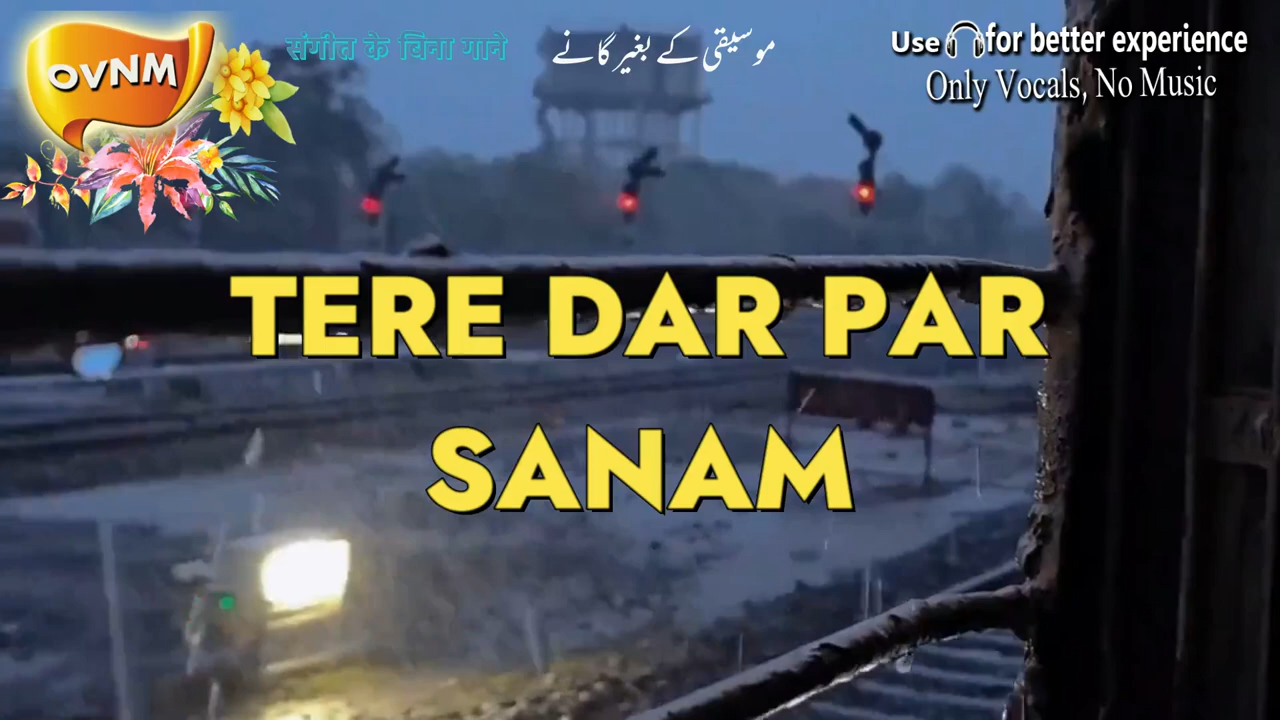 OVNM
संगीत के बिना गाने
موسیقی کے بغیر گانے
Use for better experience
Only Vocals, No Music
TERE DAR PAR
SANAM